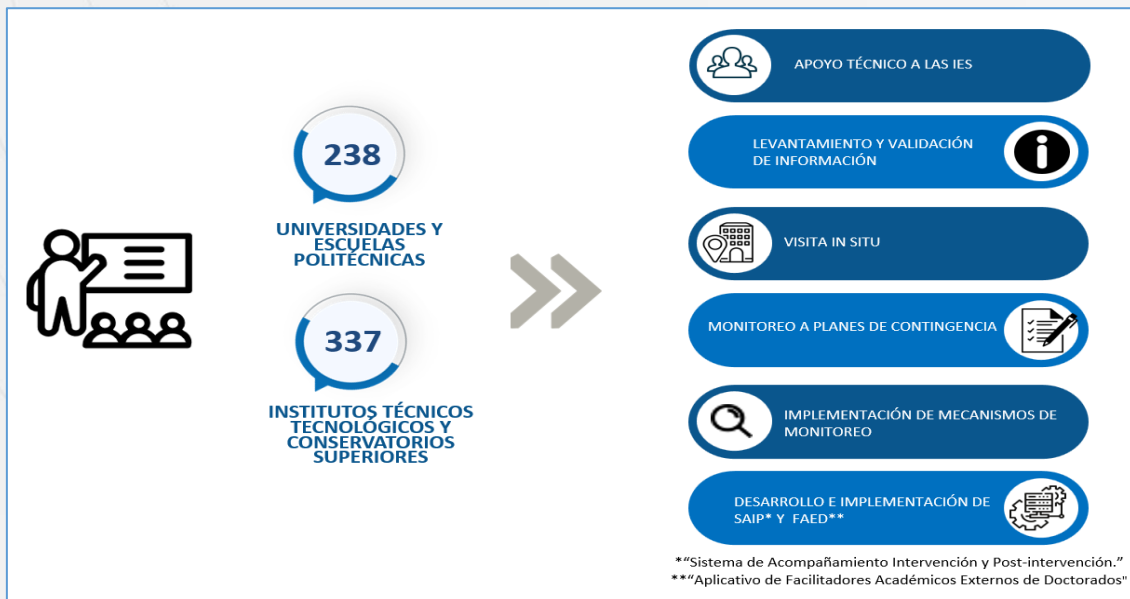 238
UNIVERSIDADES Y
ESCUELAS
POLITÉCNICAS
337
INSTITUTOS TÉCNICOS
TECNOLÓGICOS Y
CONSERVATORIOS
SUPERIORES
APOYO TÉCNICO A LAS IES
LEVANTAMIENTO Y VALIDACIÓN
DE INFORMACIÓN
VISITA IN SITU
MONITOREO A PLANES DE CONTINGENCIA
IMPLEMENTACIÓN DE MECANISMOS DE
MONITOREO
DESARROLLO E IMPLEMENTACIÓN DE
SAIP* Y FAED**
*“Sistema de Acompañamiento Intervención y Post-intervención.”
**“Aplicativo de Facilitadores Académicos Externos de Doctorados"